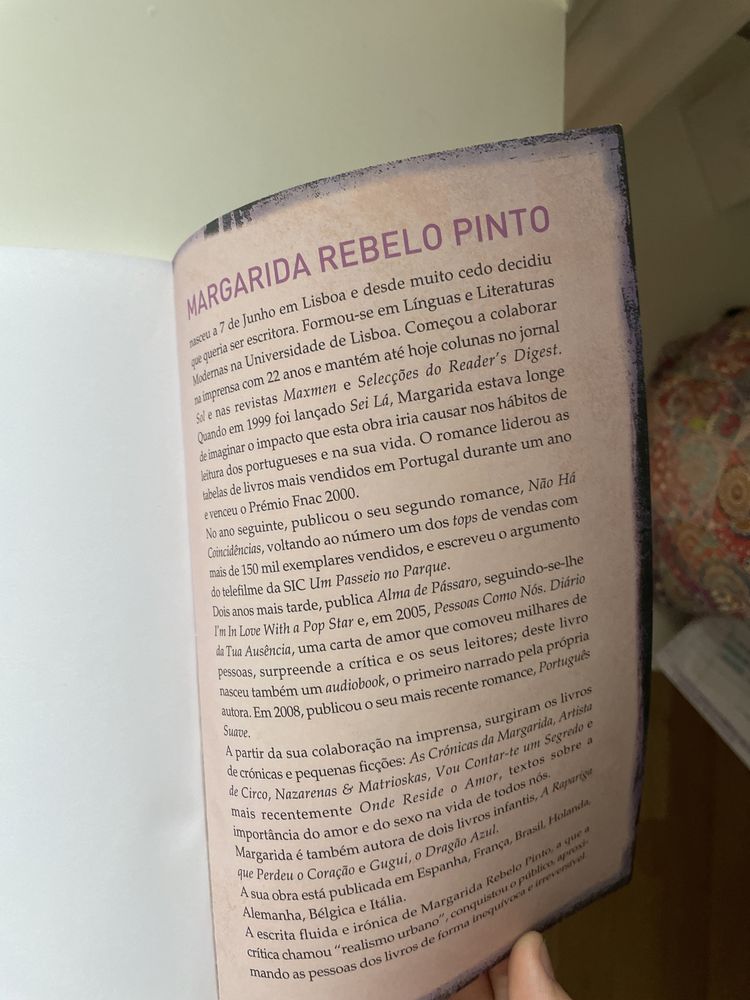 MARGARIDA REBELO PINTO
nasceu a 7 de Junho em Lisboa e desde muito cedo decidiu
que queria ser escritora. Formou-se em Línguas e Literaturas
Modernas na Universidade de Lisboa. Começou a colaborar
na imprensa com 22 anos e mantém até hoje colunas no jornal
Sol e nas revistas Maxmen e Selecções do Reader's Digest.
Quando em 1999 foi lançado Sei Lá, Margarida estava longe
de imaginar o impacto que esta obra iria causar nos hábitos de
leitura dos portugueses e na sua vida. O romance liderou as
tabelas de livros mais vendidos em Portugal durante um ano
e venceu o Prémio Fnac 2000.
No ano seguinte, publicou o seu segundo romance, Não Há
Coincidências, voltando ao número um dos tops de vendas com
mais de 150 mil exemplares vendidos, e escreveu o argumento
do telefilme da SIC Um Passeio no Parque.
Dois anos mais tarde, publica Alma de Pássaro, seguindo-se-lhe
I'm In Love With a Pop Star e, em 2005, Pessoas Como Nós. Diário
da Tua Ausência, uma carta de amor que comoveu milhares de
pessoas, surpreende a crítica e os seus leitores; deste livro
nasceu também um audiobook, o primeiro narrado pela própria
autora. Em 2008, publicou o seu mais recente romance, Português
Suave.
A partir da sua colaboração na imprensa, surgiram os livros
de crónicas e pequenas ficções: As Crónicas da Margarida, Artista
de Circo, Nazarenas & Matrioskas, Vou Contar-te um Segredo e
mais recentemente Onde Reside o Amor, textos sobre a
importância do amor e do sexo na vida de todos nós.
Margarida é também autora de dois livros infantis, A Rapariga
que Perdeu o Coração e Gugui, o Dragão Azul.
A sua obra está publicada em Espanha, França, Brasil, Holanda,
Alemanha, Bélgica e Itália.
A escrita fluida e irónica de Margarida Rebelo Pinto, a que a
crítica chamou "realismo urbano", conquistou o público, aproxi-
mando as pessoas dos livros de forma inequívoca e irreversível.